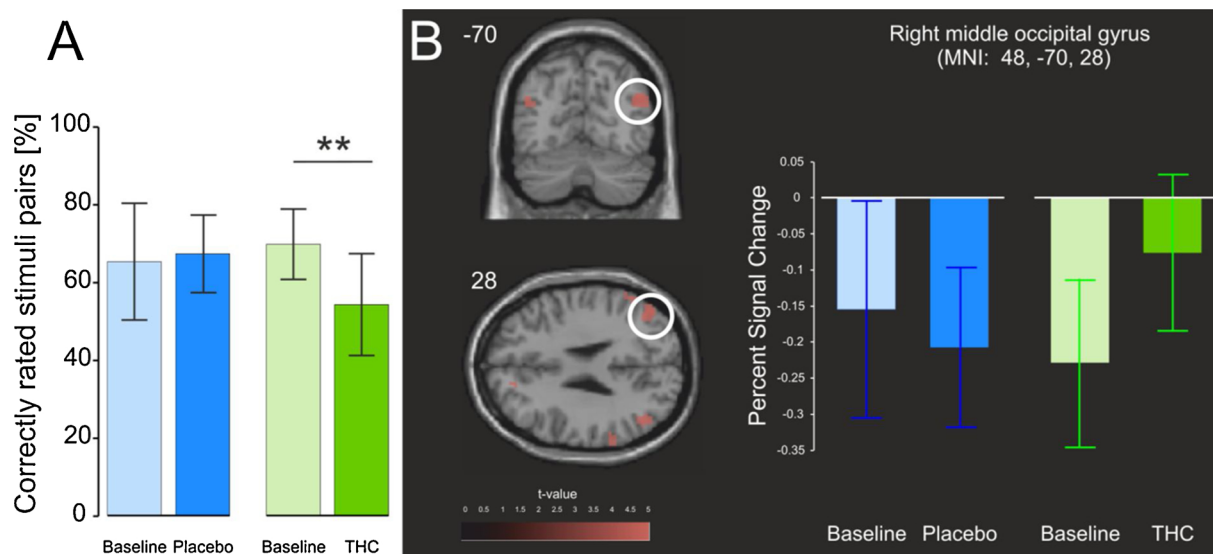 A
Correctly rated stimuli pairs [%]
100
80
60
40
20
0
**
Baseline Placebo
Baseline THC
B
-70
28
t-value
0 0.5 1 1.5 2 2.5 3 3.5 4 4.5 5
Right middle occipital gyrus
(MNI: 48, -70, 28)
Percent Signal Change
0.05
0
-0.05
-0.1
-0.15
-0.2
-0.25
-0.3
-0.35
Baseline Placebo
Baseline THC